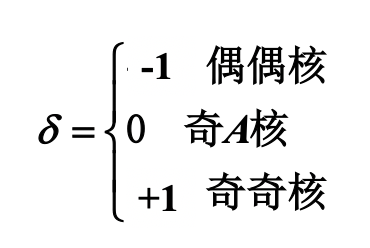 -1 偶偶核
δ = { 0 奇A核
+1 奇奇核